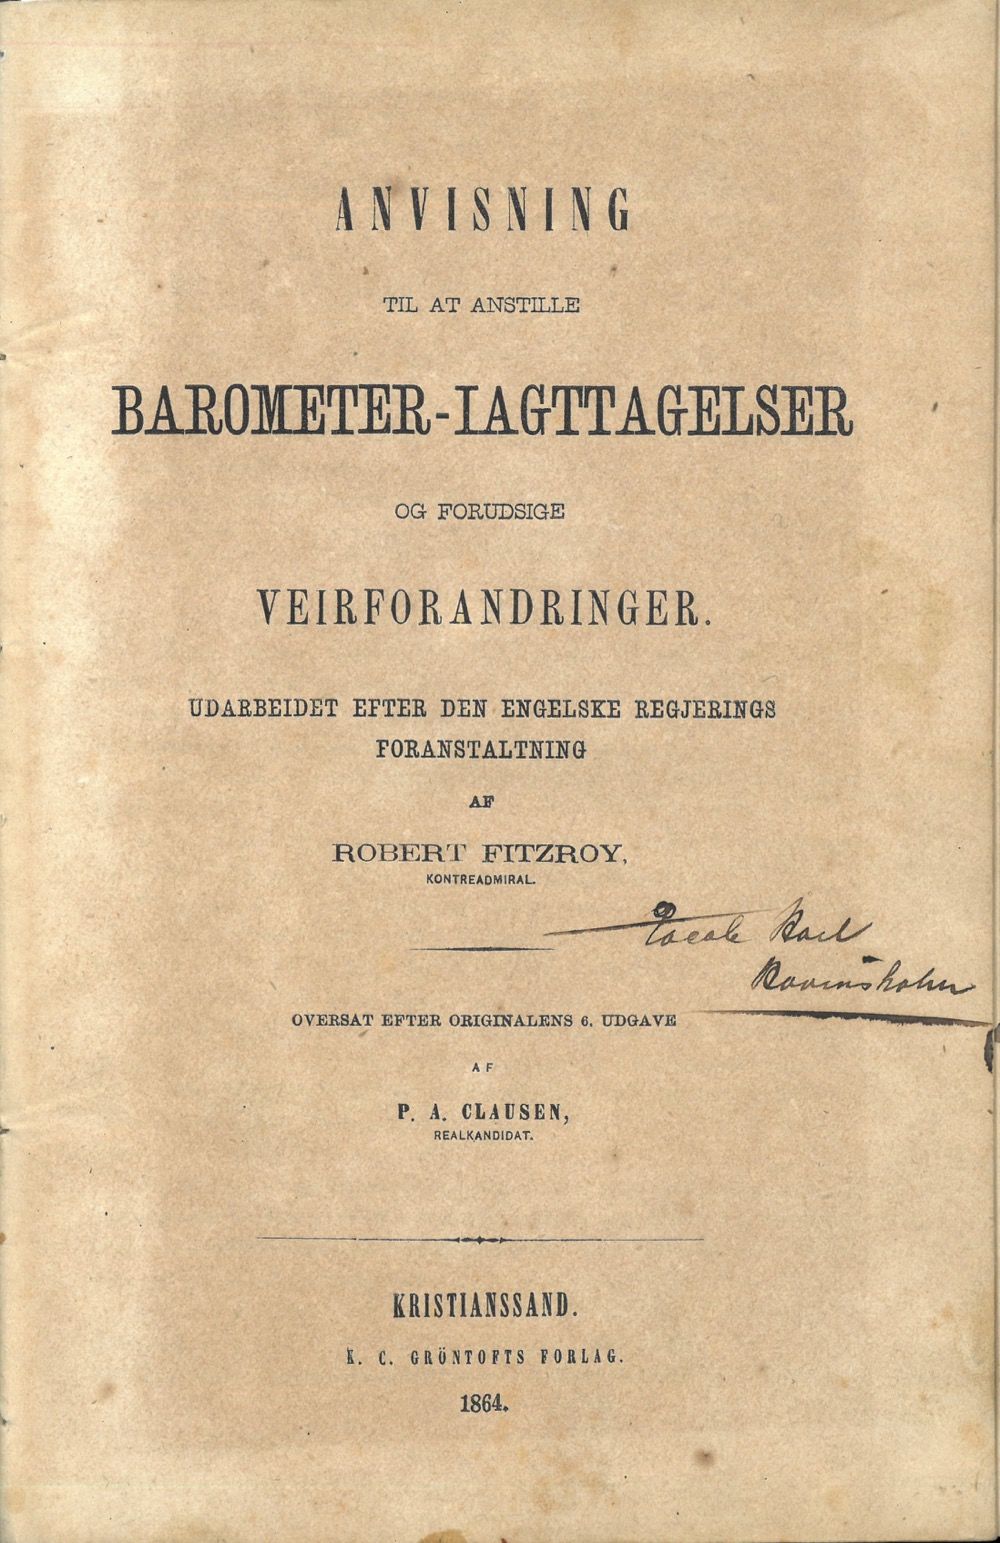 ANVISNING
TIL AT ANSTILLE
BAROMETER-IAGTTAGELSER
OG FORUDSIGE
VEIRFORANDRINGER.
UDARBEIDET EFTER DEN ENGELSKE REGJERINGS
FORANSTALTNING
AF
ROBERT FITZROY,
KONTREADMIRAL.
OVERSAT EFTER ORIGINALENS 6. UDGAVE
AF
P. A. CLAUSEN,
REALKANDIDAT.
KRISTIANSSAND.
K. C. GRÖNTOFTS FORLAG.
1864.